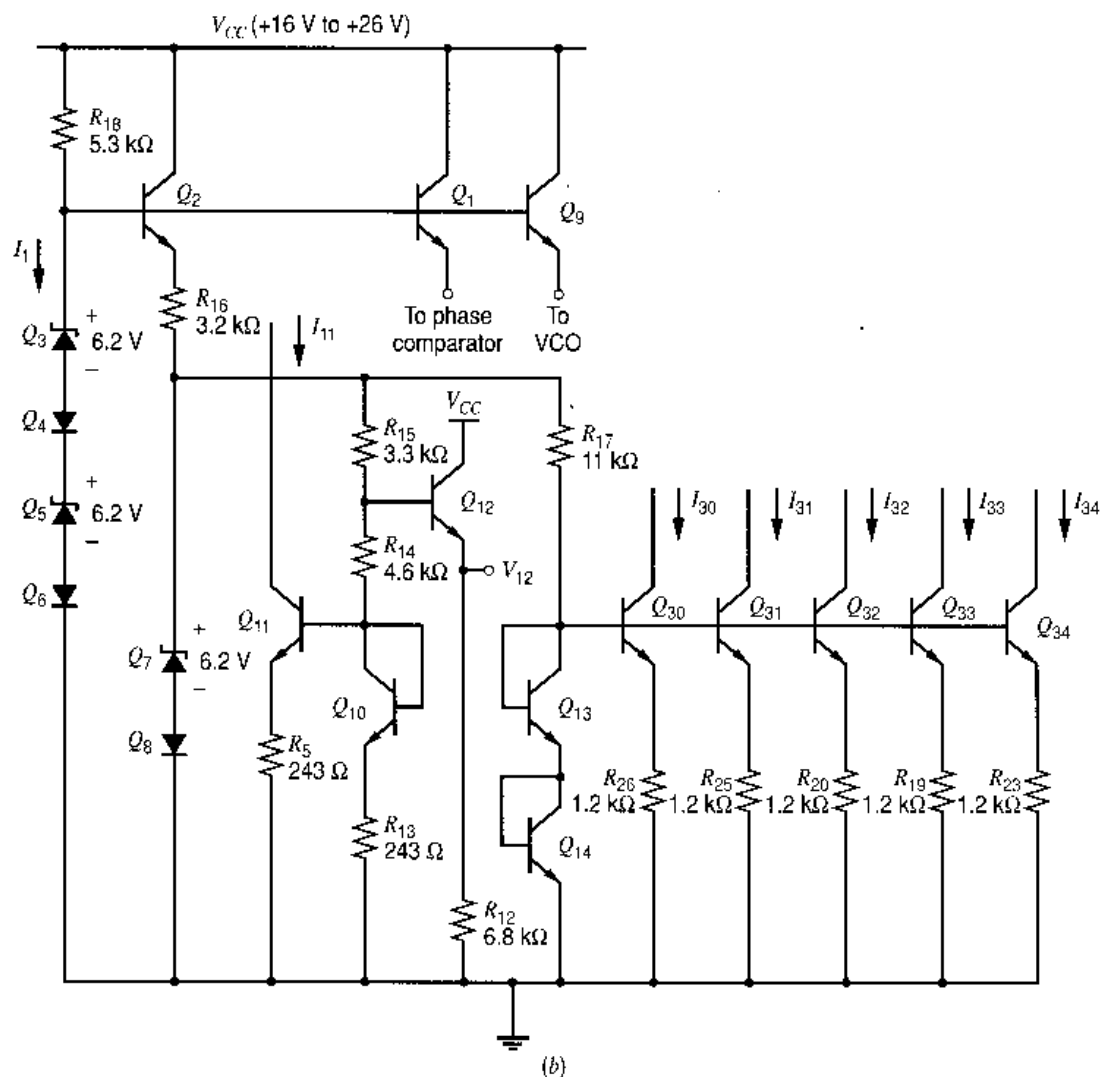 V_CC (+16 V to +26 V)
R_18
5.3 kΩ
Q_2
Q_1
Q_9
I_1
R_16
3.2 kΩ
I_11
To phase
comparator
To
VCO
Q_3
+
6.2 V
–
Q_4
V_CC
R_15
3.3 kΩ
R_17
11 kΩ
Q_12
Q_5
+
6.2 V
–
I_30
I_31
I_32
I_33
I_34
R_14
4.6 kΩ
V_12
Q_6
Q_11
Q_30
Q_31
Q_32
Q_33
Q_34
Q_7
+
6.2 V
–
Q_10
Q_13
Q_8
R_5
243 Ω
R_26
1.2 kΩ
R_25
1.2 kΩ
R_20
1.2 kΩ
R_19
1.2 kΩ
R_23
1.2 kΩ
R_13
243 Ω
Q_14
R_12
6.8 kΩ
(b)